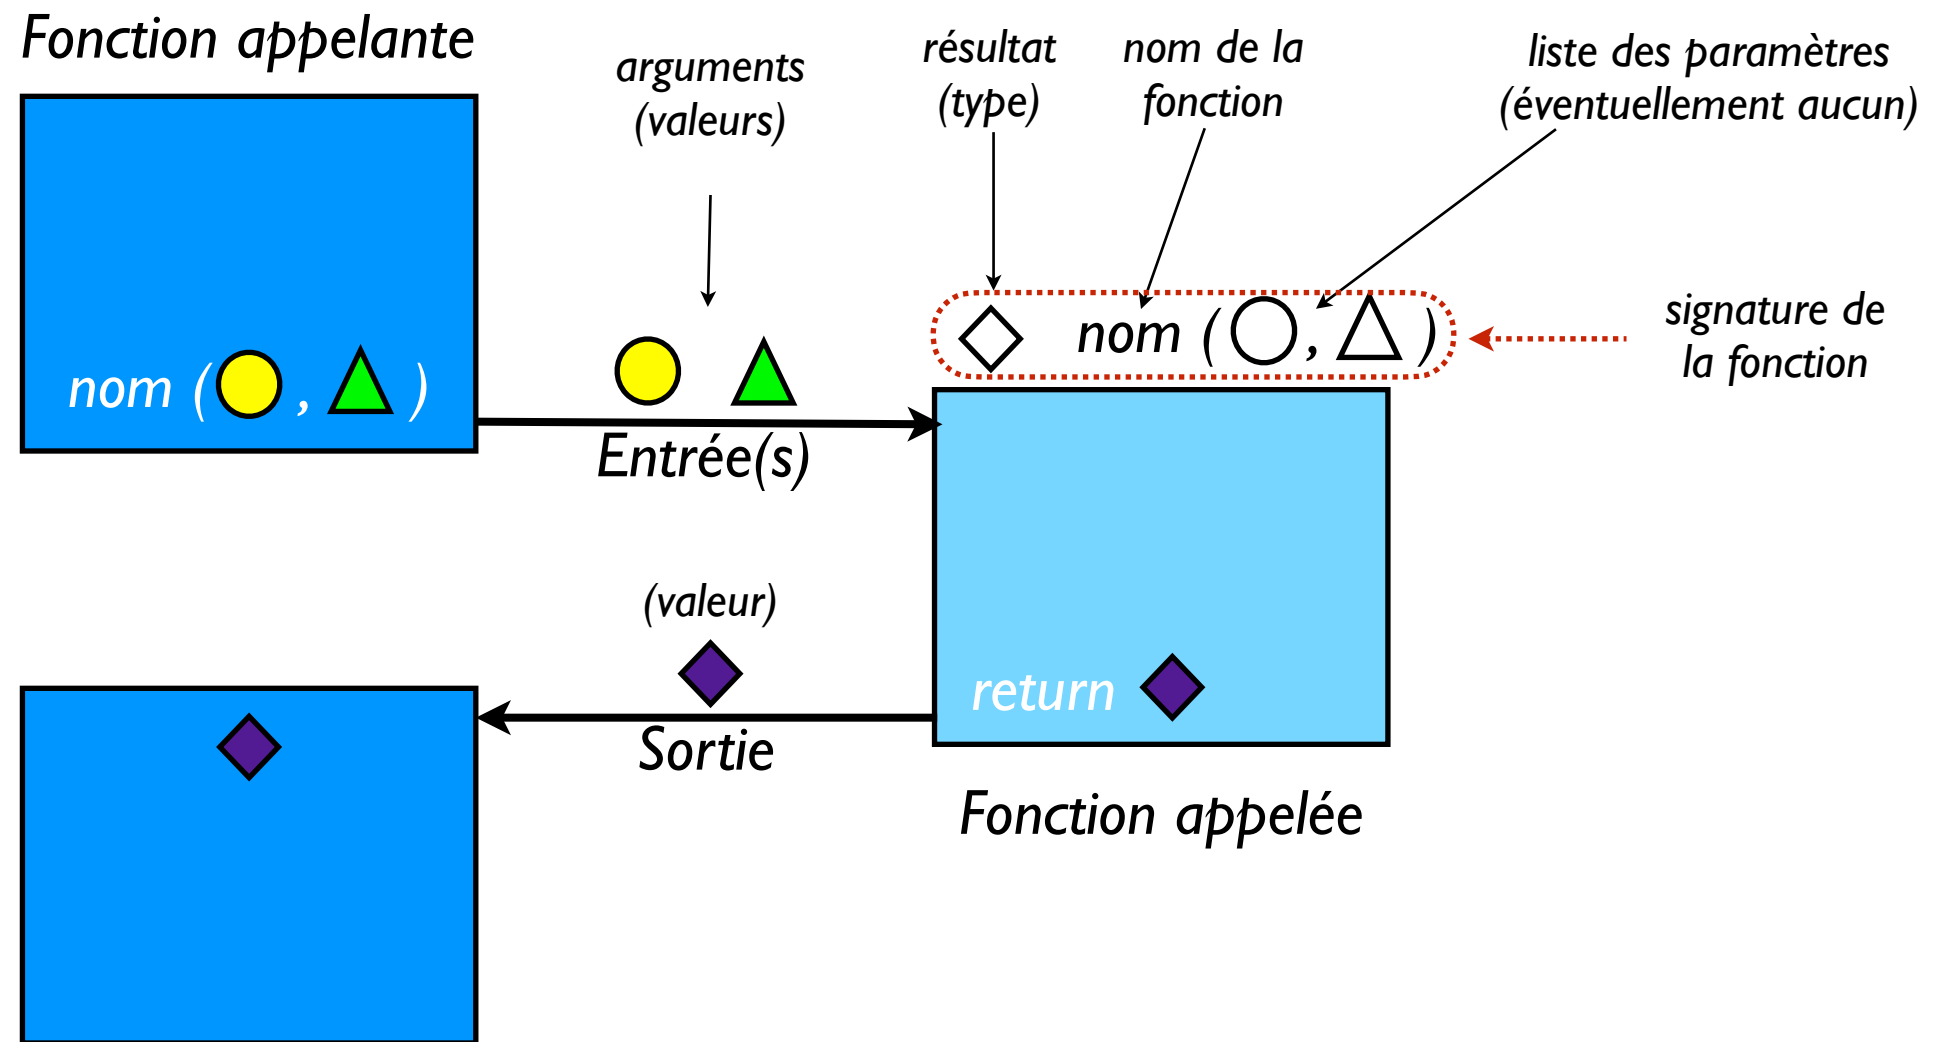 Fonction appelante
arguments
(valeurs)
résultat
(type)
nom de la
fonction
liste des paramètres
(éventuellement aucun)
nom ( , )
Entrée(s)
nom ( , )
signature de
la fonction
(valeur)
Sortie
return
Fonction appelée